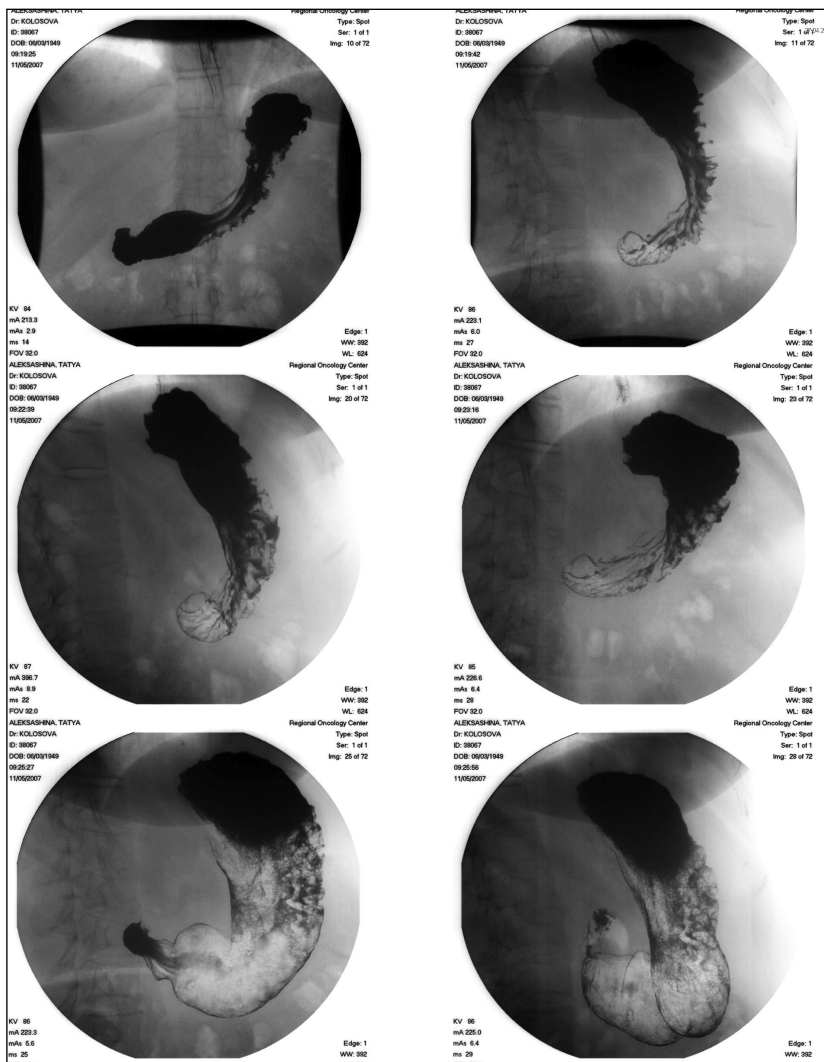 ALEKSASHINA, TATYA
Dr: KOLOSOVA
ID: 38067
DOB: 06/03/1949
09:19:25
11/05/2007
Regional Oncology Center
Type: Spot
Ser: 1 of 1
Img: 10 of 72
KV 84
mA 213.3
mAs 2.9
ms 14
FOV 32.0
Edge: 1
WW: 392
WL: 624
ALEKSASHINA, TATYA
Dr: KOLOSOVA
ID: 38067
DOB: 06/03/1949
09:19:42
11/05/2007
Regional Oncology Center
Type: Spot
Ser: 1 of
Img: 11 of 72
KV 86
mA 223.1
mAs 6.0
ms 27
FOV 32.0
Edge: 1
WW: 392
WL: 624
ALEKSASHINA, TATYA
Dr: KOLOSOVA
ID: 38067
DOB: 06/03/1949
09:22:39
11/05/2007
Regional Oncology Center
Type: Spot
Ser: 1 of 1
Img: 20 of 72
KV 87
mA 396.7
mAs 8.9
ms 22
FOV 32.0
Edge: 1
WW: 392
WL: 624
ALEKSASHINA, TATYA
Dr: KOLOSOVA
ID: 38067
DOB: 06/03/1949
09:23:16
11/05/2007
Regional Oncology Center
Type: Spot
Ser: 1 of 1
Img: 23 of 72
KV 85
mA 226.6
mAs 6.4
ms 28
FOV 32.0
Edge: 1
WW: 392
WL: 624
ALEKSASHINA, TATYA
Dr: KOLOSOVA
ID: 38067
DOB: 06/03/1949
09:25:27
11/05/2007
Regional Oncology Center
Type: Spot
Ser: 1 of 1
Img: 25 of 72
KV 86
mA 223.3
mAs 5.6
ms 25
Edge: 1
WW: 392
ALEKSASHINA, TATYA
Dr: KOLOSOVA
ID: 38067
DOB: 06/03/1949
09:25:56
11/05/2007
Regional Oncology Center
Type: Spot
Ser: 1 of 1
Img: 28 of 72
KV 86
mA 225.0
mAs 6.4
ms 29
Edge: 1
WW: 392